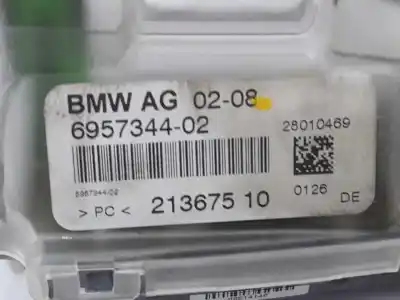 BMW AG 02-08
6957344-02
28010469
6957344-02
0126
> PC < 213675 10
DE